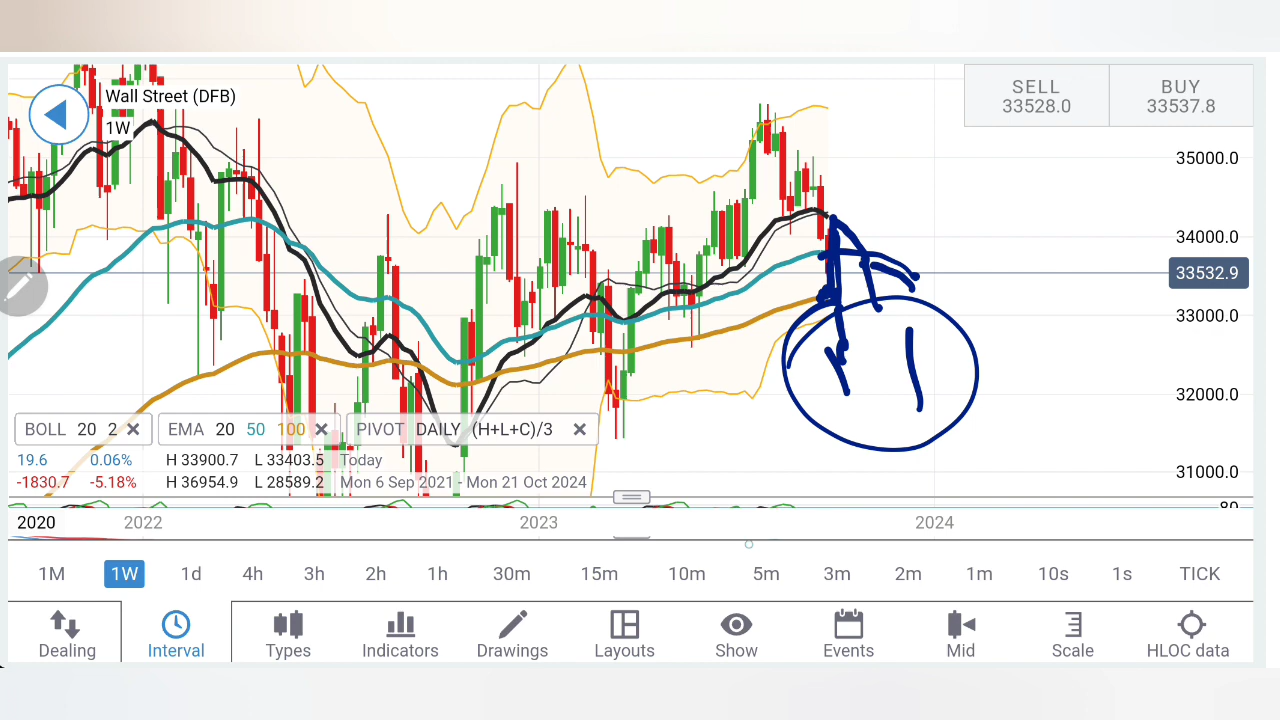 Wall Street (DFB)
1W
SELL
33528.0
BUY
33537.8
35000.0
34000.0
33532.9
33000.0
32000.0
31000.0
BOLL 20 2 ✕ EMA 20 50 100 ✕ PIVOT DAILY (H+L+C)/3 ✕
19.6 0.06% H 33900.7 L 33403.5 Today
-1830.7 -5.18% H 36954.9 L 28589.2 Mon 6 Sep 2021 - Mon 21 Oct 2024
80
2020 2022 2023 2024
1M 1W 1d 4h 3h 2h 1h 30m 15m 10m 5m 3m 2m 1m 10s 1s TICK
Dealing Interval Types Indicators Drawings Layouts Show Events Mid Scale HLOC data